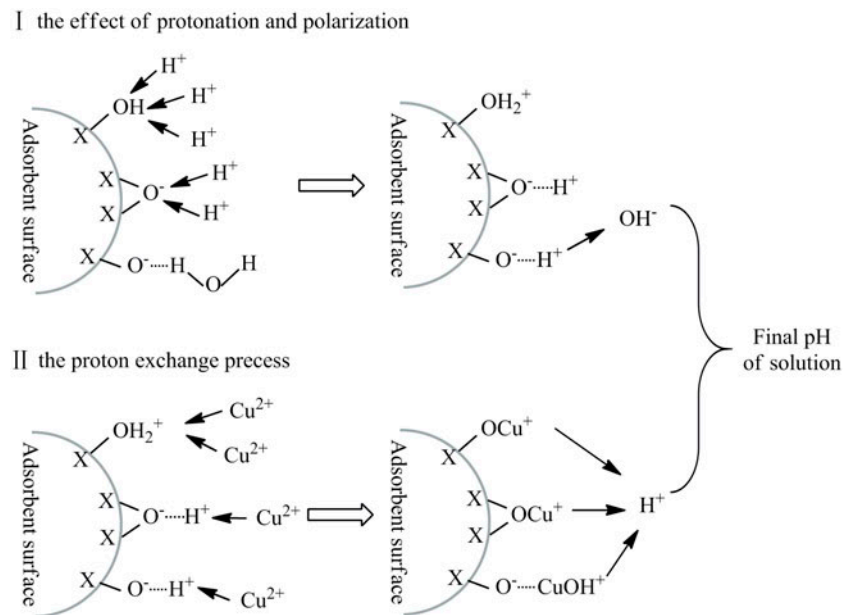 Ⅰ the effect of protonation and polarization
Adsorbent surface
X OH H⁺
H⁺
H⁺
X
X O⁻ H⁺
H⁺
X O⁻ H O H
Adsorbent surface
X OH₂⁺
X
X O⁻ H⁺
X O⁻ H⁺
OH⁻
Ⅱ the proton exchange precess
Adsorbent surface
X OH₂⁺ Cu²⁺
Cu²⁺
X
X O⁻ H⁺ Cu²⁺
X O⁻ H⁺ Cu²⁺
Adsorbent surface
X OCu⁺
X
X OCu⁺
X O⁻ CuOH⁺
H⁺
Final pH
of solution